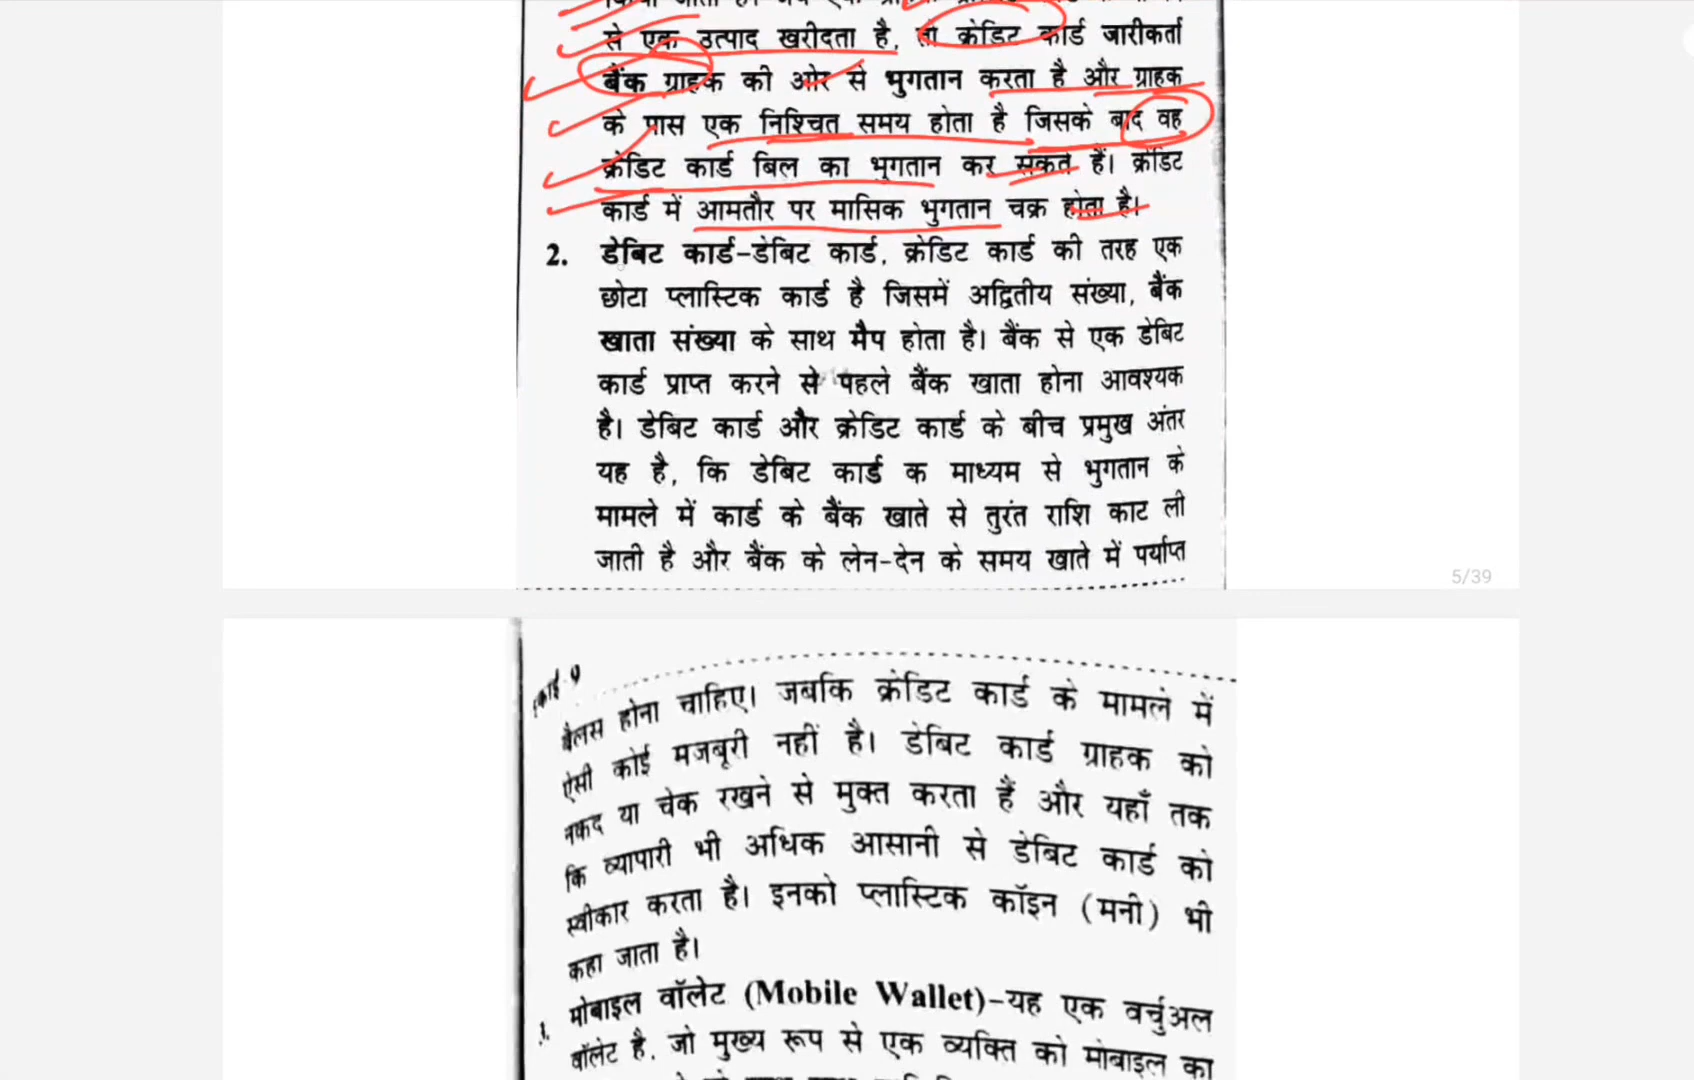 से एक उत्पाद खरीदता है, तो क्रेडिट कार्ड जारीकर्ता
बैंक ग्राहक की ओर से भुगतान करता है और ग्राहक
के पास एक निश्चित समय होता है जिसके बाद वह
क्रेडिट कार्ड बिल का भुगतान कर सकते हैं। क्रेडिट
कार्ड में आमतौर पर मासिक भुगतान चक्र होता है।
2. डेबिट कार्ड-डेबिट कार्ड, क्रेडिट कार्ड की तरह एक
छोटा प्लास्टिक कार्ड है जिसमें अद्वितीय संख्या, बैंक
खाता संख्या के साथ मैप होता है। बैंक से एक डेबिट
कार्ड प्राप्त करने से पहले बैंक खाता होना आवश्यक
है। डेबिट कार्ड और क्रेडिट कार्ड के बीच प्रमुख अंतर
यह है, कि डेबिट कार्ड क माध्यम से भुगतान के
मामले में कार्ड के बैंक खाते से तुरंत राशि काट ली
जाती है और बैंक के लेन-देन के समय खाते में पर्याप्त
5/39
बैलस होना चाहिए। जबकि क्रेडिट कार्ड के मामले में
ऐसी कोई मजबूरी नहीं है। डेबिट कार्ड ग्राहक को
नकद या चेक रखने से मुक्त करता हैं और यहाँ तक
कि व्यापारी भी अधिक आसानी से डेबिट कार्ड को
स्वीकार करता है। इनको प्लास्टिक कॉइन (मनी) भी
कहा जाता है।
मोबाइल वॉलेट (Mobile Wallet)-यह एक वर्चुअल
वॉलेट है, जो मुख्य रूप से एक व्यक्ति को मोबाइल का